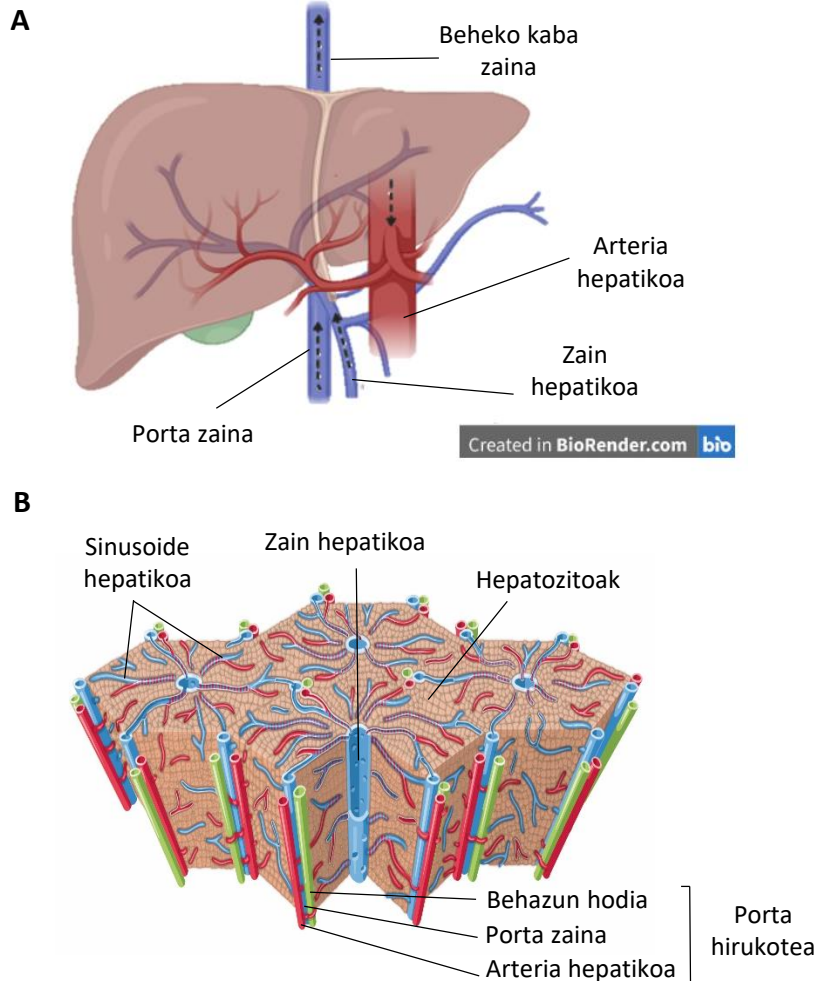 A
Beheko kaba
zaina
Arteria
hepatikoa
Zain
hepatikoa
Porta zaina
Created in BioRender.com bio
B
Sinusoide
hepatikoa
Zain hepatikoa
Hepatozitoak
Behazun hodia
Porta zaina
Arteria hepatikoa
Porta
hirukotea